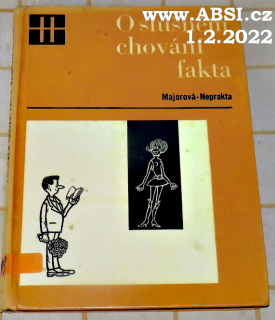 www.ABSI.cz
1.2.2022
O slušném
chování
fakta
Majorová-Neprakta